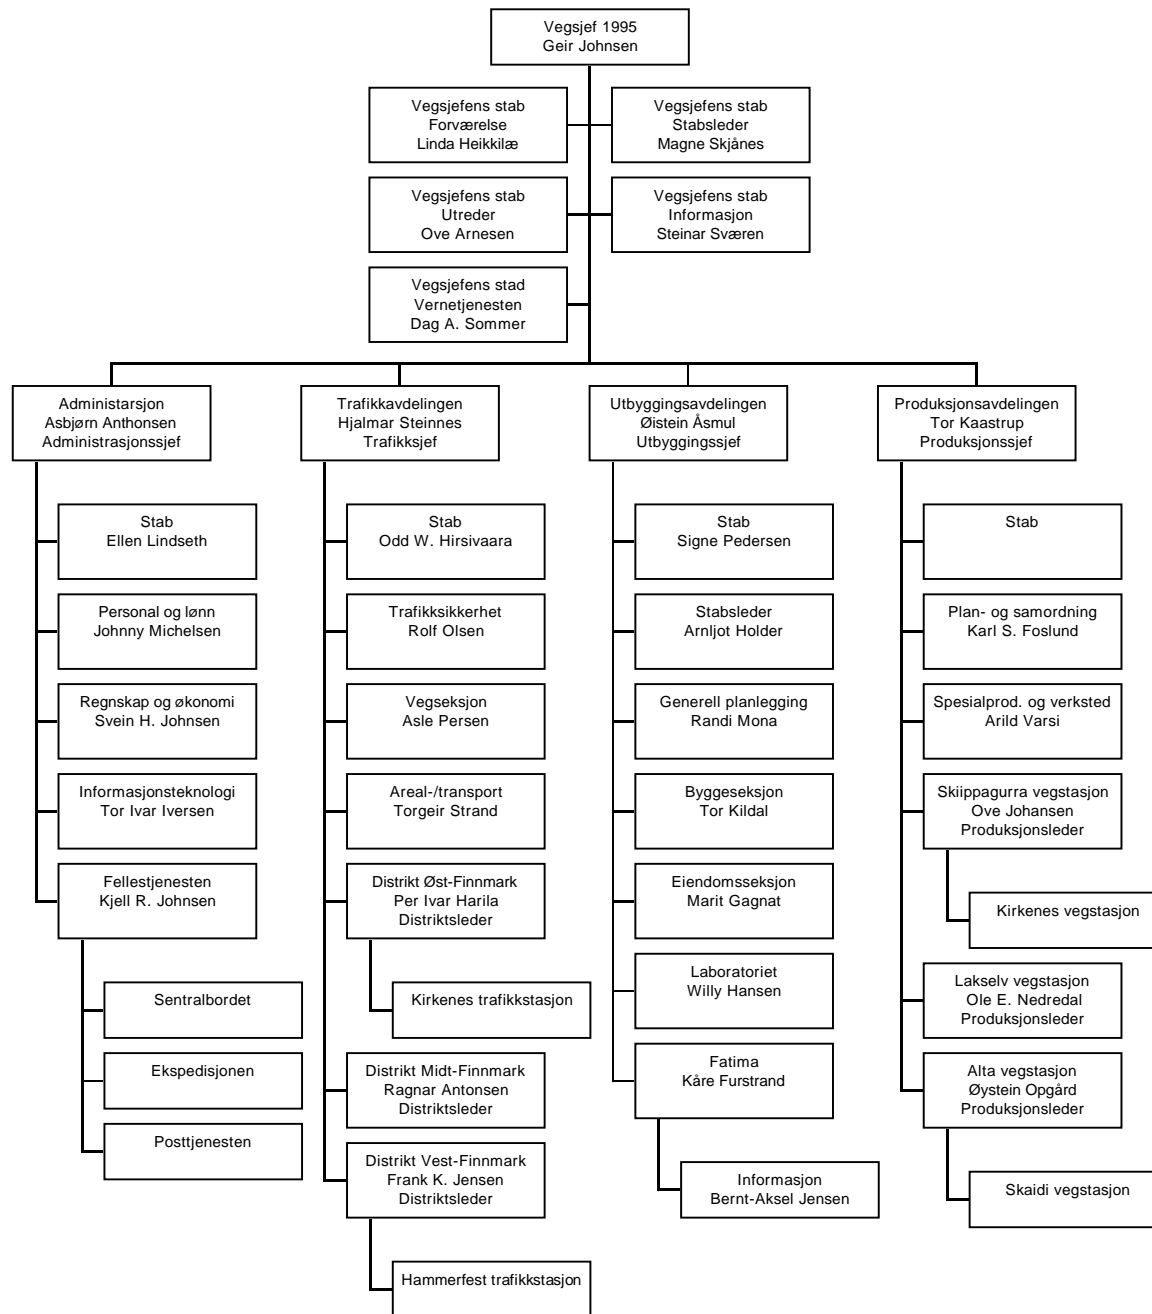 Vegsjef 1995
Geir Johnsen
Vegsjefens stab
Forværelse
Linda Heikkilæ
Vegsjefens stab
Stabsleder
Magne Skjånes
Vegsjefens stab
Utreder
Ove Arnesen
Vegsjefens stab
Informasjon
Steinar Sværen
Vegsjefens stad
Vernetjenesten
Dag A. Sommer
Administarsjon
Asbjørn Anthonsen
Administrasjonssjef
Stab
Ellen Lindseth
Personal og lønn
Johnny Michelsen
Regnskap og økonomi
Svein H. Johnsen
Informasjonsteknologi
Tor Ivar Iversen
Fellestjenesten
Kjell R. Johnsen
Sentralbordet
Ekspedisjonen
Posttjenesten
Trafikkavdelingen
Hjalmar Steinnes
Trafikksjef
Stab
Odd W. Hirsivaara
Trafikksikkerhet
Rolf Olsen
Vegseksjon
Asle Persen
Areal-/transport
Torgeir Strand
Distrikt Øst-Finnmark
Per Ivar Harila
Distriktsleder
Kirkenes trafikkstasjon
Distrikt Midt-Finnmark
Ragnar Antonsen
Distriktsleder
Distrikt Vest-Finnmark
Frank K. Jensen
Distriktsleder
Hammerfest trafikkstasjon
Utbyggingsavdelingen
Øistein Åsmul
Utbyggingssjef
Stab
Signe Pedersen
Stabsleder
Arnljot Holder
Generell planlegging
Randi Mona
Byggeseksjon
Tor Kildal
Eiendomsseksjon
Marit Gagnat
Laboratoriet
Willy Hansen
Fatima
Kåre Furstrand
Informasjon
Bernt-Aksel Jensen
Produksjonsavdelingen
Tor Kaastrup
Produksjonssjef
Stab
Plan- og samordning
Karl S. Foslund
Spesialprod. og verksted
Arild Varsi
Skiippagurra vegstasjon
Ove Johansen
Produksjonsleder
Kirkenes vegstasjon
Lakselv vegstasjon
Ole E. Nedredal
Produksjonsleder
Alta vegstasjon
Øystein Opgård
Produksjonsleder
Skaidi vegstasjon